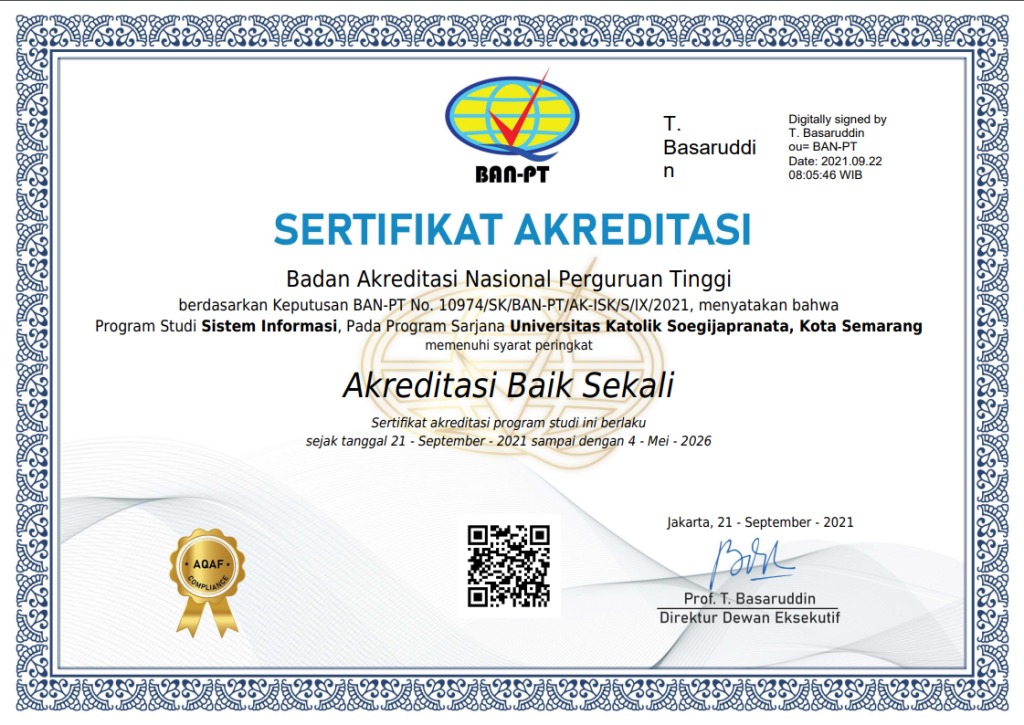 BAN-PT
T.
Basaruddi
n
Digitally signed by
T. Basaruddin
ou= BAN-PT
Date: 2021.09.22
08:05:46 WIB
SERTIFIKAT AKREDITASI
Badan Akreditasi Nasional Perguruan Tinggi
berdasarkan Keputusan BAN-PT No. 10974/SK/BAN-PT/AK-ISK/S/IX/2021, menyatakan bahwa
Program Studi Sistem Informasi, Pada Program Sarjana Universitas Katolik Soegijapranata, Kota Semarang
memenuhi syarat peringkat
Akreditasi Baik Sekali
Sertifikat akreditasi program studi ini berlaku
sejak tanggal 21 - September - 2021 sampai dengan 4 - Mei - 2026
Jakarta, 21 - September - 2021
Prof. T. Basaruddin
Direktur Dewan Eksekutif
• AQAF •
COMPLIANCE